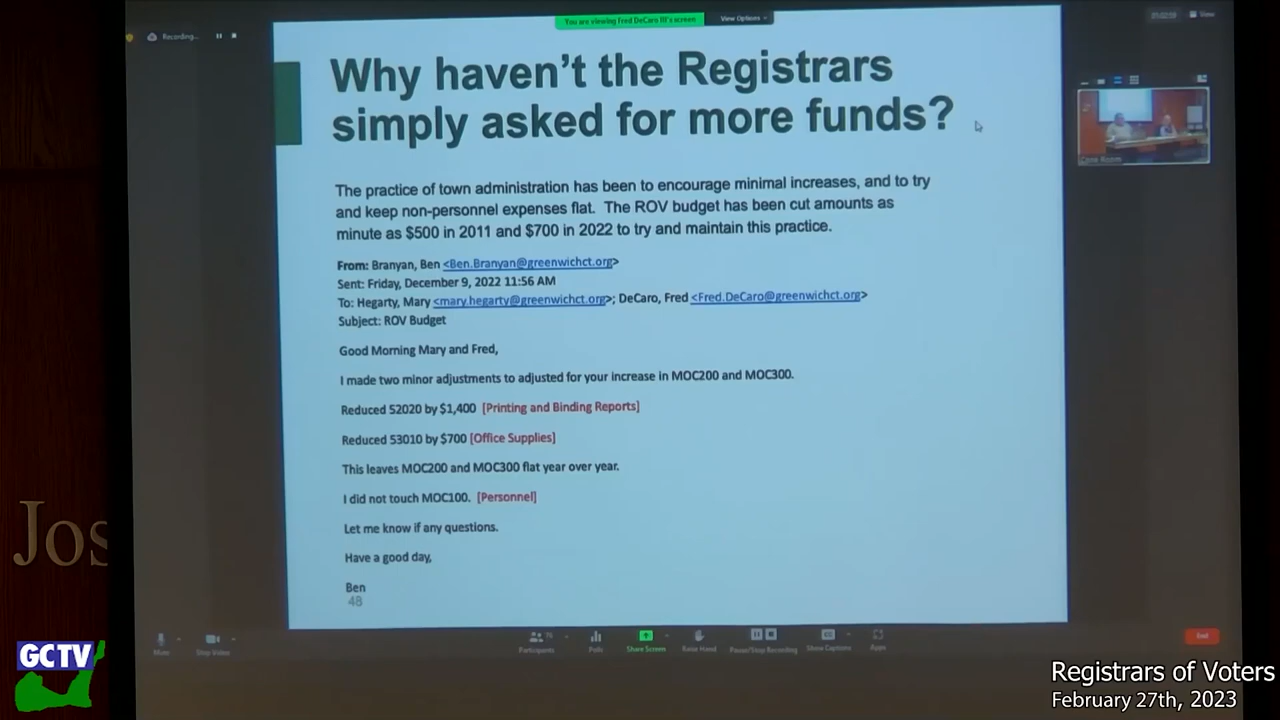 You are viewing Fred DeCaro III's screen
View Options
Recording...
View
Why haven't the Registrars
simply asked for more funds?
The practice of town administration has been to encourage minimal increases, and to try
and keep non-personnel expenses flat. The ROV budget has been cut amounts as
minute as $500 in 2011 and $700 in 2022 to try and maintain this practice.
From: Branyan, Ben <Ben.Branyan@greenwichct.org>
Sent: Friday, December 9, 2022 11:56 AM
To: Hegarty, Mary <mary.hegarty@greenwichct.org>; DeCaro, Fred <Fred.DeCaro@greenwichct.org>
Subject: ROV Budget
Good Morning Mary and Fred,
I made two minor adjustments to adjusted for your increase in MOC200 and MOC300.
Reduced 52020 by $1,400 [Printing and Binding Reports]
Reduced 53010 by $700 [Office Supplies]
This leaves MOC200 and MOC300 flat year over year.
I did not touch MOC100. [Personnel]
Let me know if any questions.
Have a good day,
Ben
48
Jos
Mute
Stop Video
Participants
Polls
Share Screen
Raise Hand
Pause/Stop Recording
Show Captions
Apps
End
GCTV
Registrars of Voters
February 27th, 2023